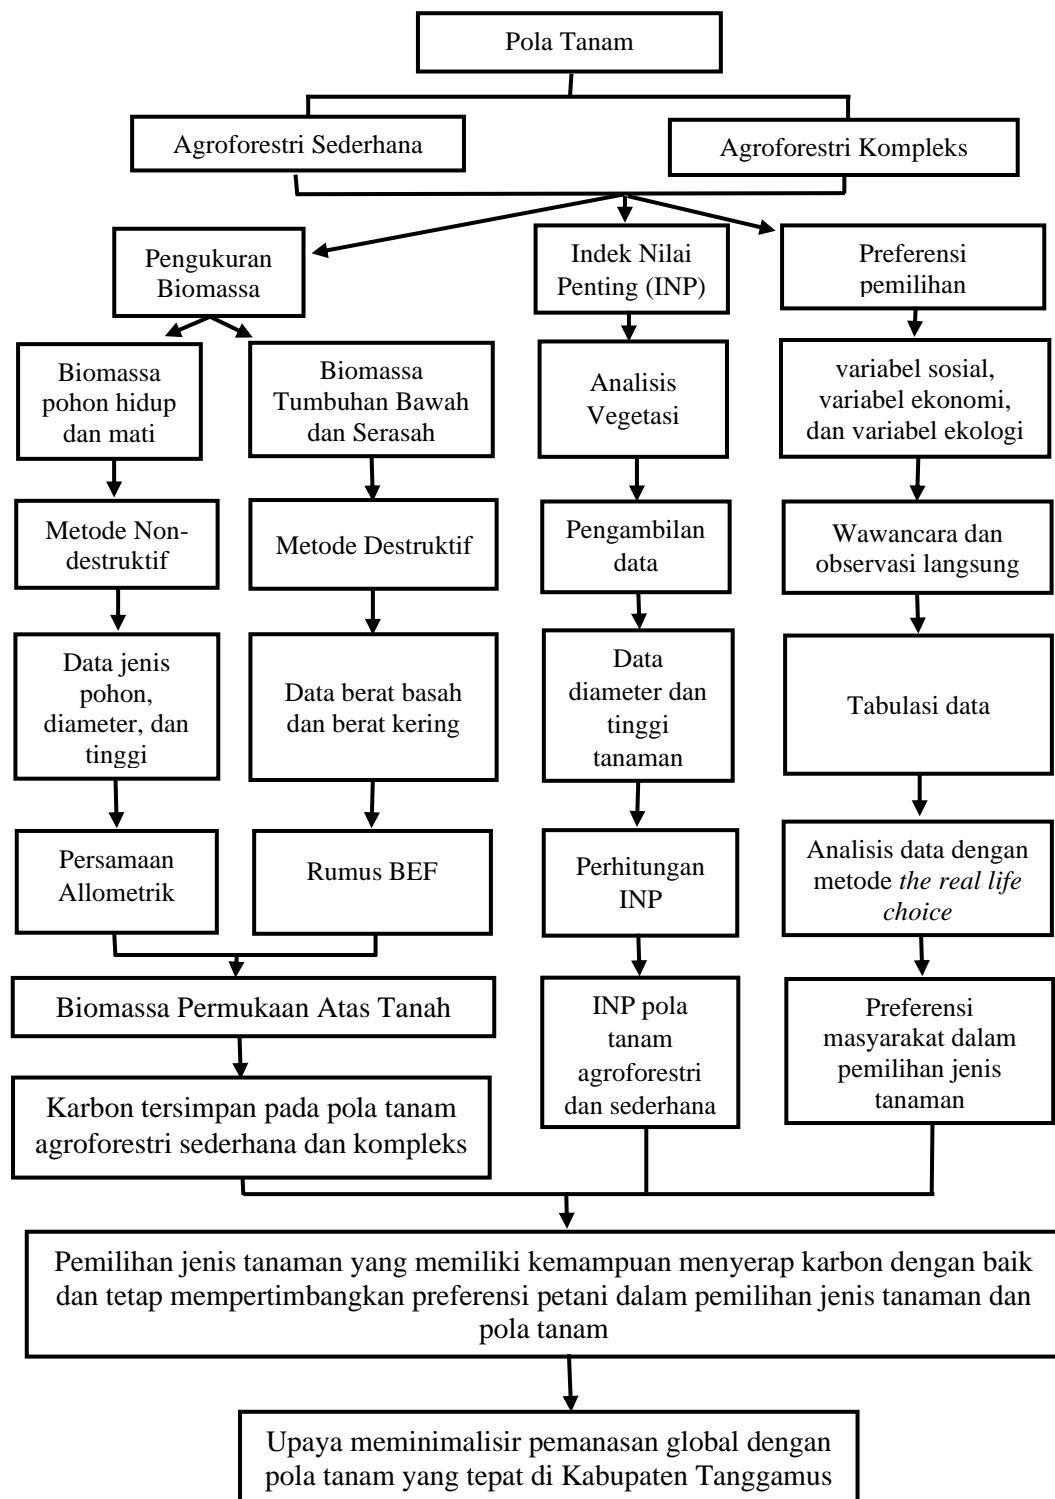 Pola Tanam
Agroforestri Sederhana
Agroforestri Kompleks
Pengukuran
Biomassa
Indek Nilai
Penting (INP)
Preferensi
pemilihan
Biomassa
pohon hidup
dan mati
Biomassa
Tumbuhan Bawah
dan Serasah
Analisis
Vegetasi
variabel sosial,
variabel ekonomi,
dan variabel ekologi
Metode Non-
destruktif
Metode Destruktif
Pengambilan
data
Wawancara dan
observasi langsung
Data jenis
pohon,
diameter, dan
tinggi
Data berat basah
dan berat kering
Data
diameter dan
tinggi
tanaman
Tabulasi data
Persamaan
Allometrik
Rumus BEF
Perhitungan
INP
Analisis data dengan
metode the real life
choice
Biomassa Permukaan Atas Tanah
INP pola
tanam
agroforestri
dan sederhana
Preferensi
masyarakat dalam
pemilihan jenis
tanaman
Karbon tersimpan pada pola tanam
agroforestri sederhana dan kompleks
Pemilihan jenis tanaman yang memiliki kemampuan menyerap karbon dengan baik
dan tetap mempertimbangkan preferensi petani dalam pemilihan jenis tanaman dan
pola tanam
Upaya meminimalisir pemanasan global dengan
pola tanam yang tepat di Kabupaten Tanggamus